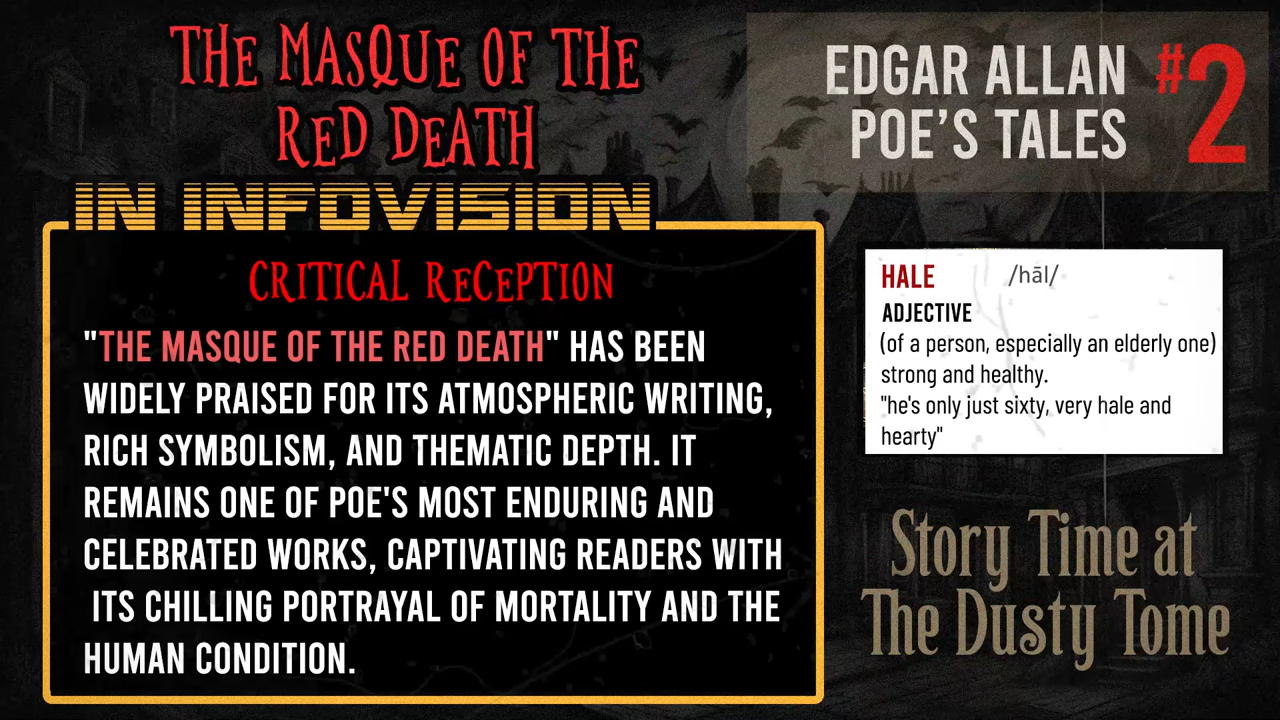 THE MASQUE OF THE
RED DEATH
IN INFOVISION
CRITICAL RECEPTION
"THE MASQUE OF THE RED DEATH" HAS BEEN
WIDELY PRAISED FOR ITS ATMOSPHERIC WRITING,
RICH SYMBOLISM, AND THEMATIC DEPTH. IT
REMAINS ONE OF POE'S MOST ENDURING AND
CELEBRATED WORKS, CAPTIVATING READERS WITH
ITS CHILLING PORTRAYAL OF MORTALITY AND THE
HUMAN CONDITION.
EDGAR ALLAN
POE'S TALES
#2
HALE /hāl/
ADJECTIVE
(of a person, especially an elderly one)
strong and healthy.
"he's only just sixty, very hale and
hearty"
Story Time at
The Dusty Tome